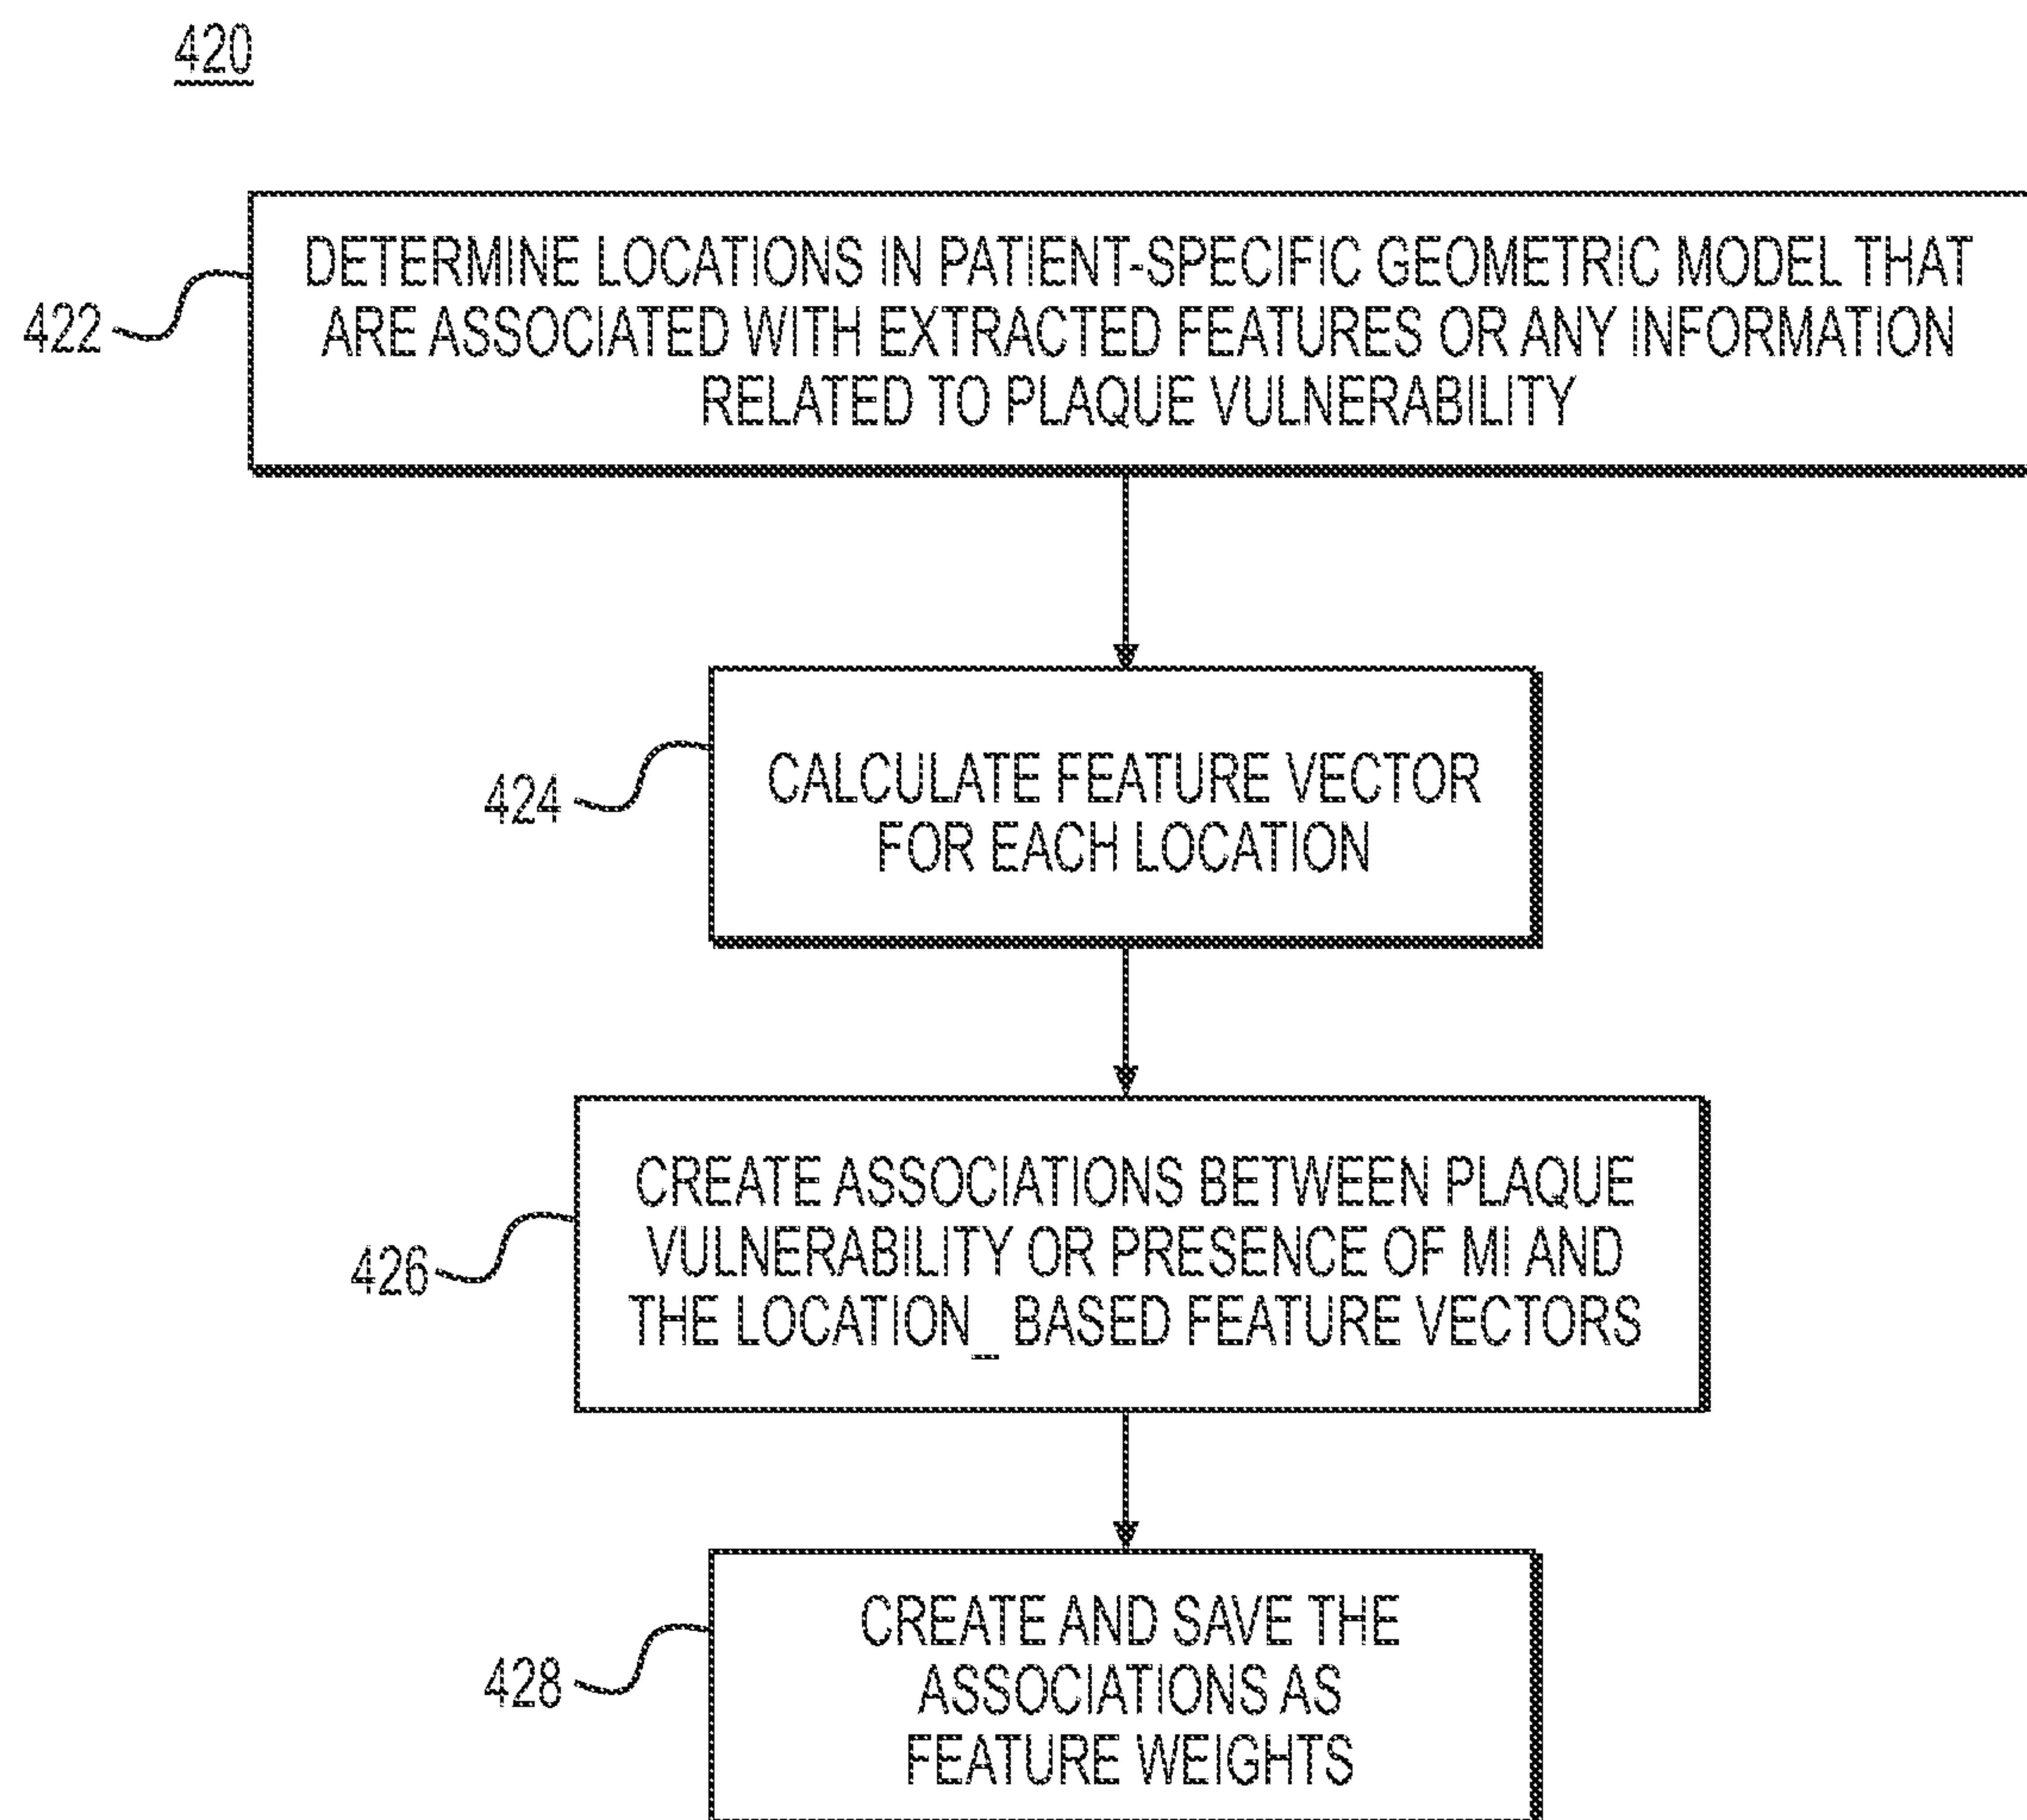 420
422
DETERMINE LOCATIONS IN PATIENT-SPECIFIC GEOMETRIC MODEL THAT
ARE ASSOCIATED WITH EXTRACTED FEATURES OR ANY INFORMATION
RELATED TO PLAQUE VULNERABILITY
424
CALCULATE FEATURE VECTOR
FOR EACH LOCATION
426
CREATE ASSOCIATIONS BETWEEN PLAQUE
VULNERABILITY OR PRESENCE OF MI AND
THE LOCATION_ BASED FEATURE VECTORS
428
CREATE AND SAVE THE
ASSOCIATIONS AS
FEATURE WEIGHTS